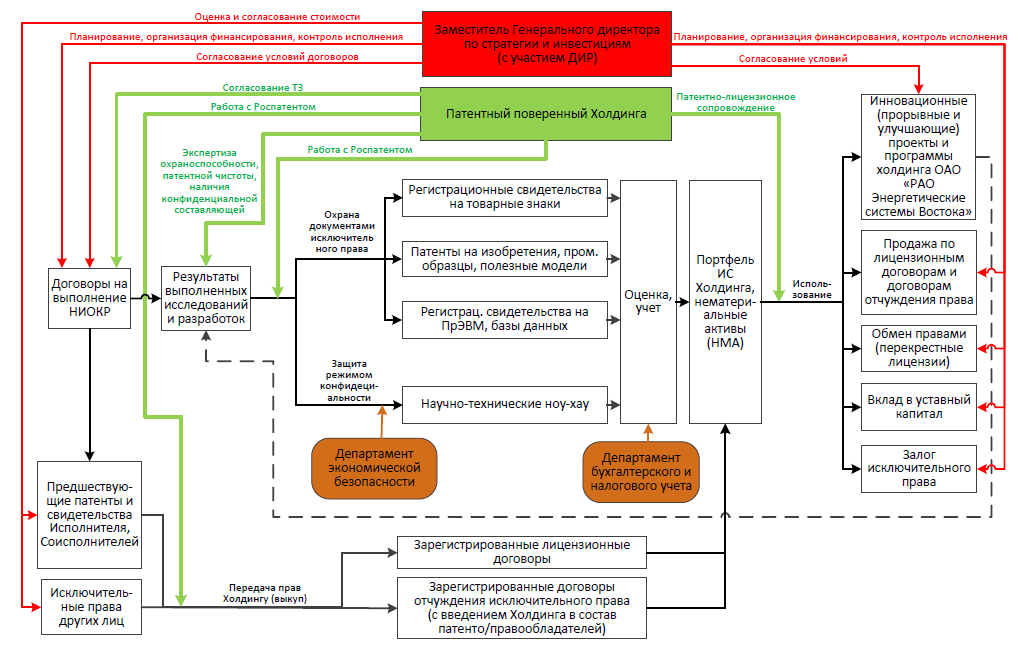 Оценка и согласование стоимости
Планирование, организация финансирования, контроль исполнения
Согласование условий договоров
Заместитель Генерального директора
по стратегии и инвестициям
(с участием ДИР)
Планирование, организация финансирования, контроль исполнения
Согласование условий
Согласование ТЗ
Работа с Роспатентом
Патентный поверенный Холдинга
Патентно-лицензионное
сопровождение
Экспертиза
охраноспособности,
патентной чистоты,
наличия
конфиденциальной
составляющей
Работа с Роспатентом
Договоры на
выполнение
НИОКР
Результаты
выполненных
исследований
и разработок
Охрана
документами
исключитель
ного права
Защита
режимом
конфидеци-
альности
Регистрационные свидетельства
на товарные знаки
Патенты на изобретения, пром.
образцы, полезные модели
Регистрац. свидетельства на
ПрЭВМ, базы данных
Научно-технические ноу-хау
Оценка,
учет
Портфель
ИС
Холдинга,
нематери-
альные
активы
(НМА)
Исполь-
зование
Инновационные
(прорывные и
улучшающие)
проекты и
программы
холдинга ОАО
«РАО
Энергетические
системы Востока»
Продажа по
лицензионным
договорам и
договорам
отчуждения права
Обмен правами
(перекрестные
лицензии)
Вклад в уставный
капитал
Залог
исключительного
права
Департамент
экономической
безопасности
Департамент
бухгалтерского и
налогового учета
Предшествую-
щие патенты и
свидетельства
Исполнителя,
Соисполнителей
Исключитель-
ные права
других лиц
Передача прав
Холдингу (выкуп)
Зарегистрированные лицензионные
договоры
Зарегистрированные договоры
отчуждения исключительного права
(с введением Холдинга в состав
патенто/правообладателей)